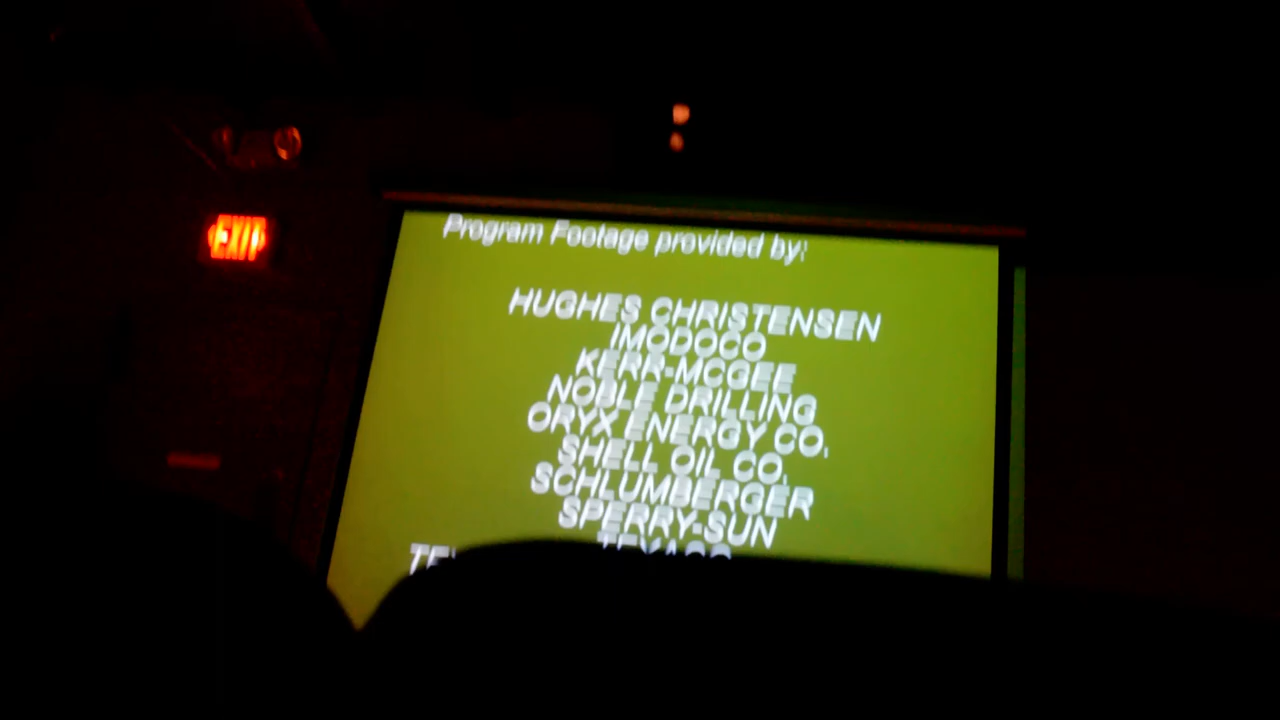 EXIT
Program Footage provided by:
HUGHES CHRISTENSEN
IMODOCO
KERR-MCGEE
NOBLE DRILLING
ORYX ENERGY CO.
SHELL OIL CO.
SCHLUMBERGER
SPERRY-SUN
TEXACO